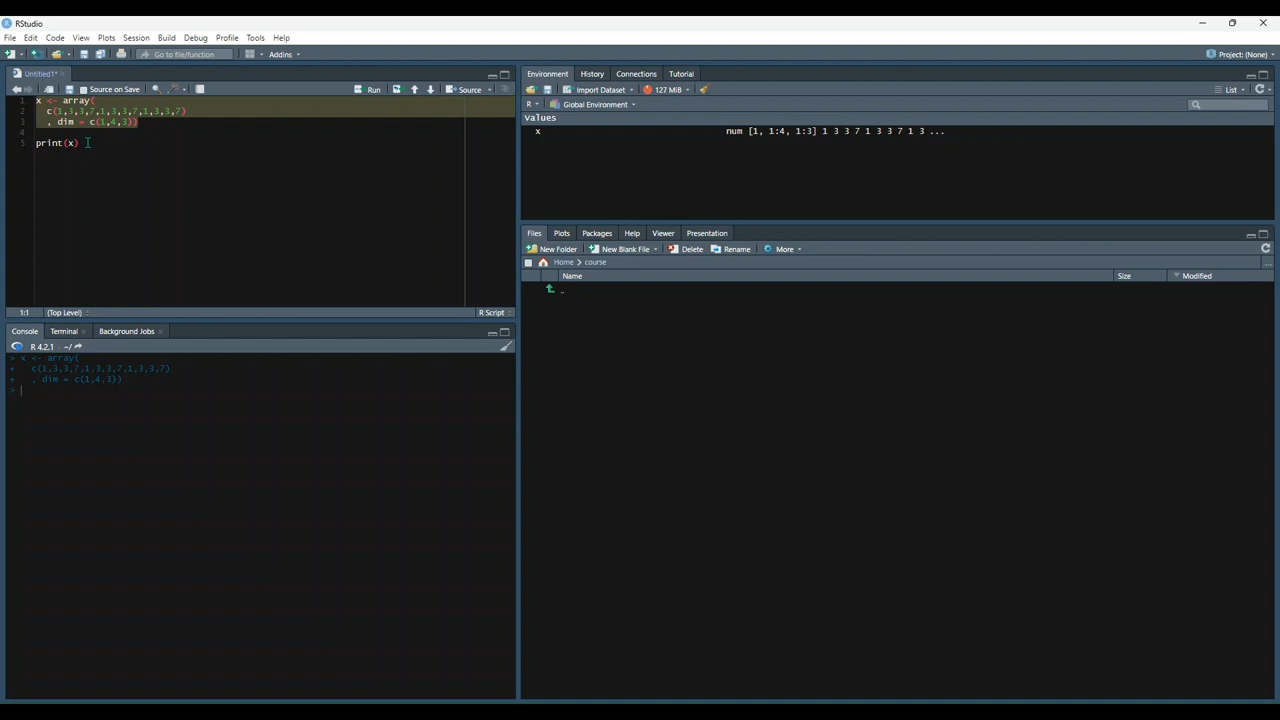 RStudio
File Edit Code View Plots Session Build Debug Profile Tools Help
Go to file/function Addins Project: (None)
Untitled1*
Source on Save Run Source
1 x <- array(
2 c(1,3,3,7,1,3,3,7,1,3,3,7)
3 , dim = c(1,4,3))
4
5 print(x)
1:1 (Top Level) R Script
Console Terminal Background Jobs
R 4.2.1 · ~/
> x <- array(
+ c(1,3,3,7,1,3,3,7,1,3,3,7)
+ , dim = c(1,4,3))
>
Environment History Connections Tutorial
Import Dataset 127 MiB List
R Global Environment
Values
x num [1, 1:4, 1:3] 1 3 3 7 1 3 3 7 1 3 ...
Files Plots Packages Help Viewer Presentation
New Folder New Blank File Delete Rename More
Home > course ...
Name Size Modified
..